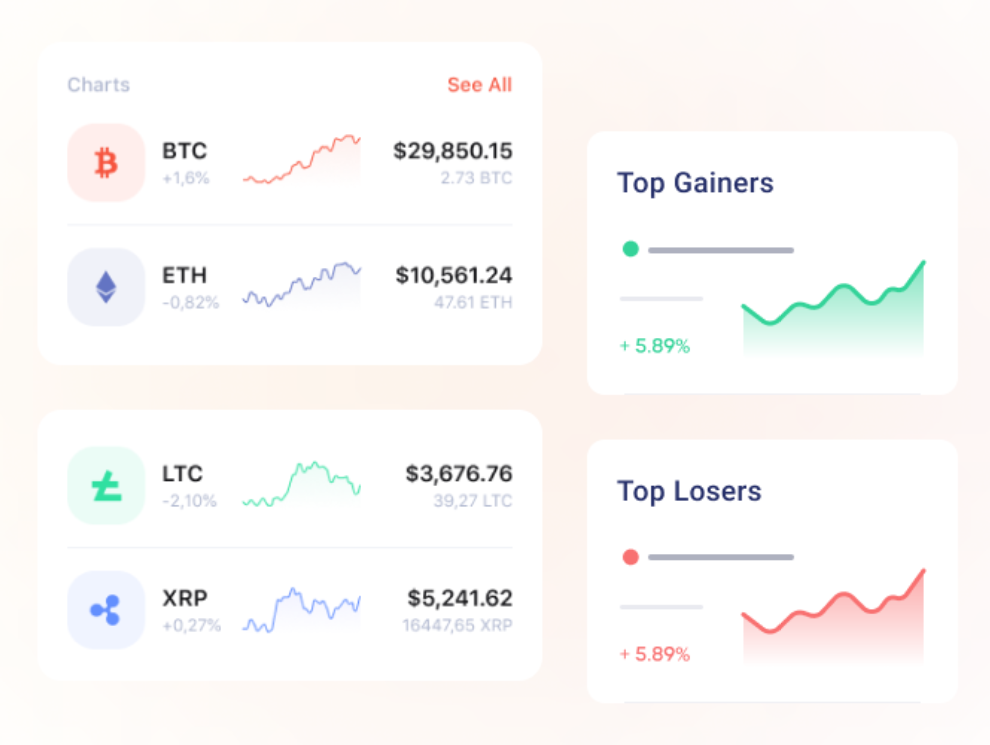 Charts See All
BTC $29,850.15
+1,6% 2.73 BTC
ETH $10,561.24
-0,82% 47.61 ETH
LTC $3,676.76
-2,10% 39,27 LTC
XRP $5,241.62
+0,27% 16447,65 XRP
Top Gainers
+ 5.89%
Top Losers
+ 5.89%